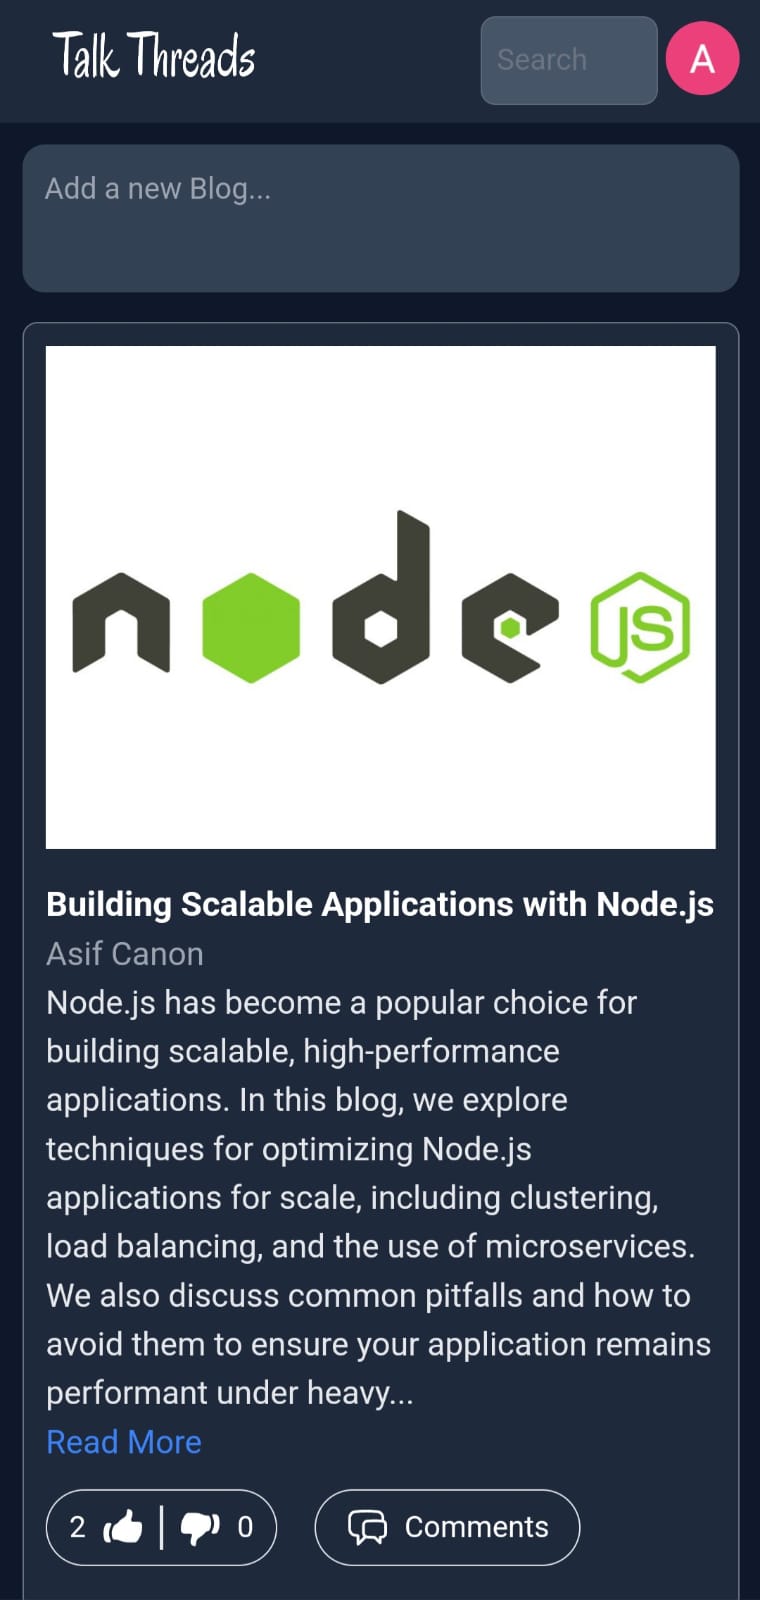 Talk Threads
Search
A
Add a new Blog...
node JS
Building Scalable Applications with Node.js
Asif Canon
Node.js has become a popular choice for
building scalable, high-performance
applications. In this blog, we explore
techniques for optimizing Node.js
applications for scale, including clustering,
load balancing, and the use of microservices.
We also discuss common pitfalls and how to
avoid them to ensure your application remains
performant under heavy...
Read More
2 0 Comments